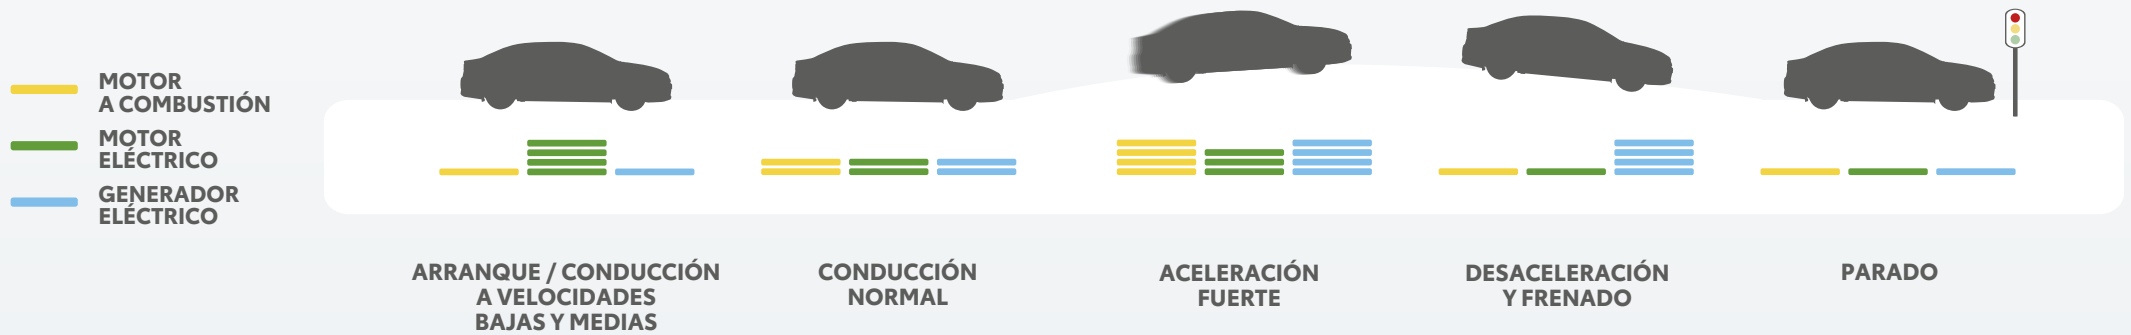 MOTOR
A COMBUSTIÓN
MOTOR
ELÉCTRICO
GENERADOR
ELÉCTRICO
ARRANQUE / CONDUCCIÓN
A VELOCIDADES
BAJAS Y MEDIAS
CONDUCCIÓN
NORMAL
ACELERACIÓN
FUERTE
DESACELERACIÓN
Y FRENADO
PARADO